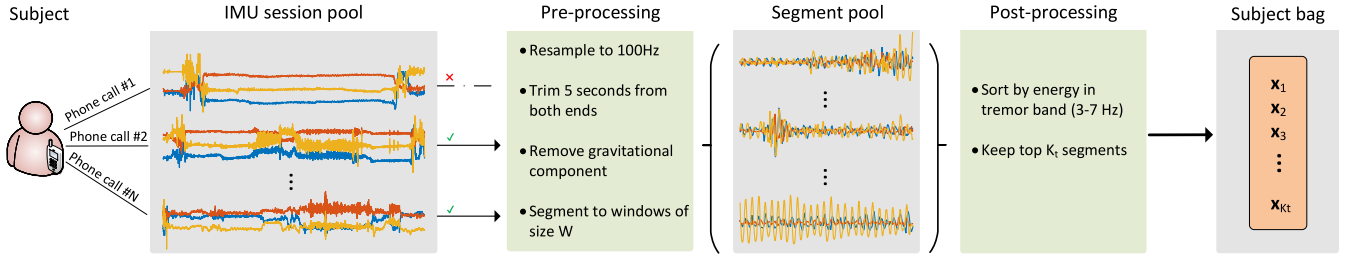 Subject
IMU session pool
Pre-processing
Segment pool
Post-processing
Subject bag
Phone call #1
Phone call #2
Phone call #N
• Resample to 100Hz
• Trim 5 seconds from
both ends
• Remove gravitational
component
• Segment to windows of
size W
• Sort by energy in
tremor band (3-7 Hz)
• Keep top Kt segments
x1
x2
x3
xKt